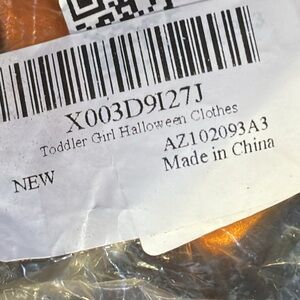 X003D9I27J
Toddler Girl Halloween Clothes
AZ102093A3
NEW
Made in China